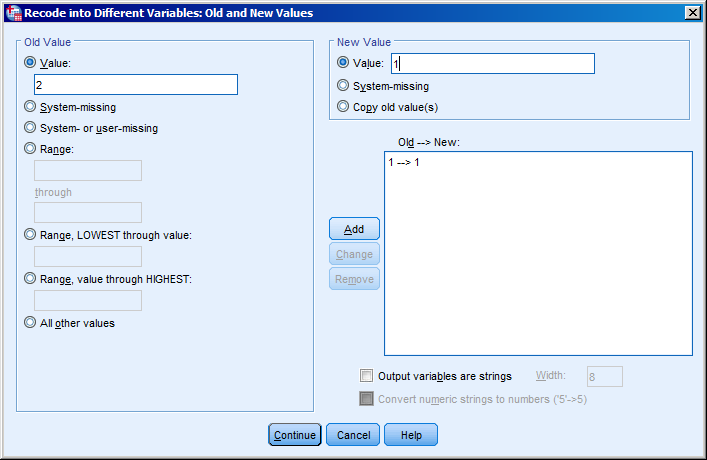 Recode into Different Variables: Old and New Values
Old Value
Value:
2
System-missing
System- or user-missing
Range:
through
Range, LOWEST through value:
Range, value through HIGHEST:
All other values
New Value
Value: 1
System-missing
Copy old value(s)
Old --> New:
1 --> 1
Add
Change
Remove
Output variables are strings Width: 8
Convert numeric strings to numbers ('5'->5)
Continue Cancel Help